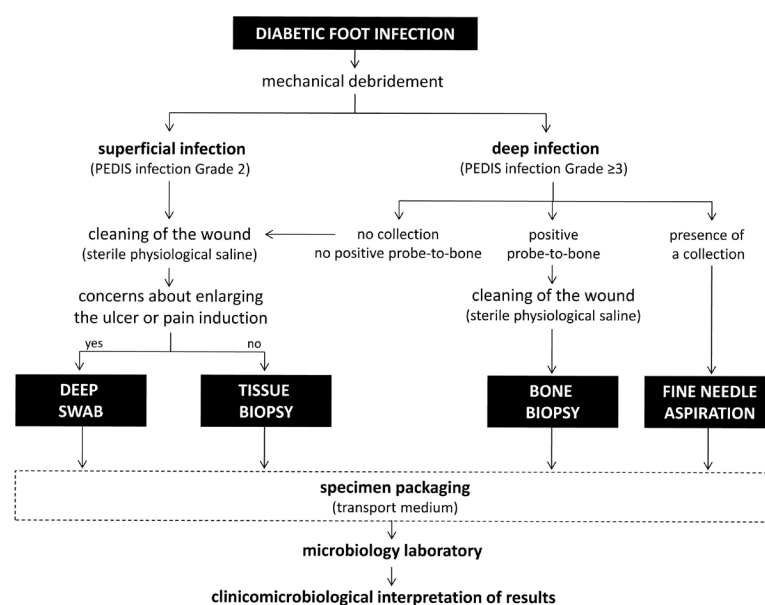 DIABETIC FOOT INFECTION
mechanical debridement
superficial infection
(PEDIS infection Grade 2)
deep infection
(PEDIS infection Grade ≥3)
cleaning of the wound
(sterile physiological saline)
no collection
no positive probe-to-bone
positive
probe-to-bone
presence of
a collection
cleaning of the wound
(sterile physiological saline)
concerns about enlarging
the ulcer or pain induction
yes
no
DEEP
SWAB
TISSUE
BIOPSY
BONE
BIOPSY
FINE NEEDLE
ASPIRATION
specimen packaging
(transport medium)
microbiology laboratory
clinicomicrobiological interpretation of results